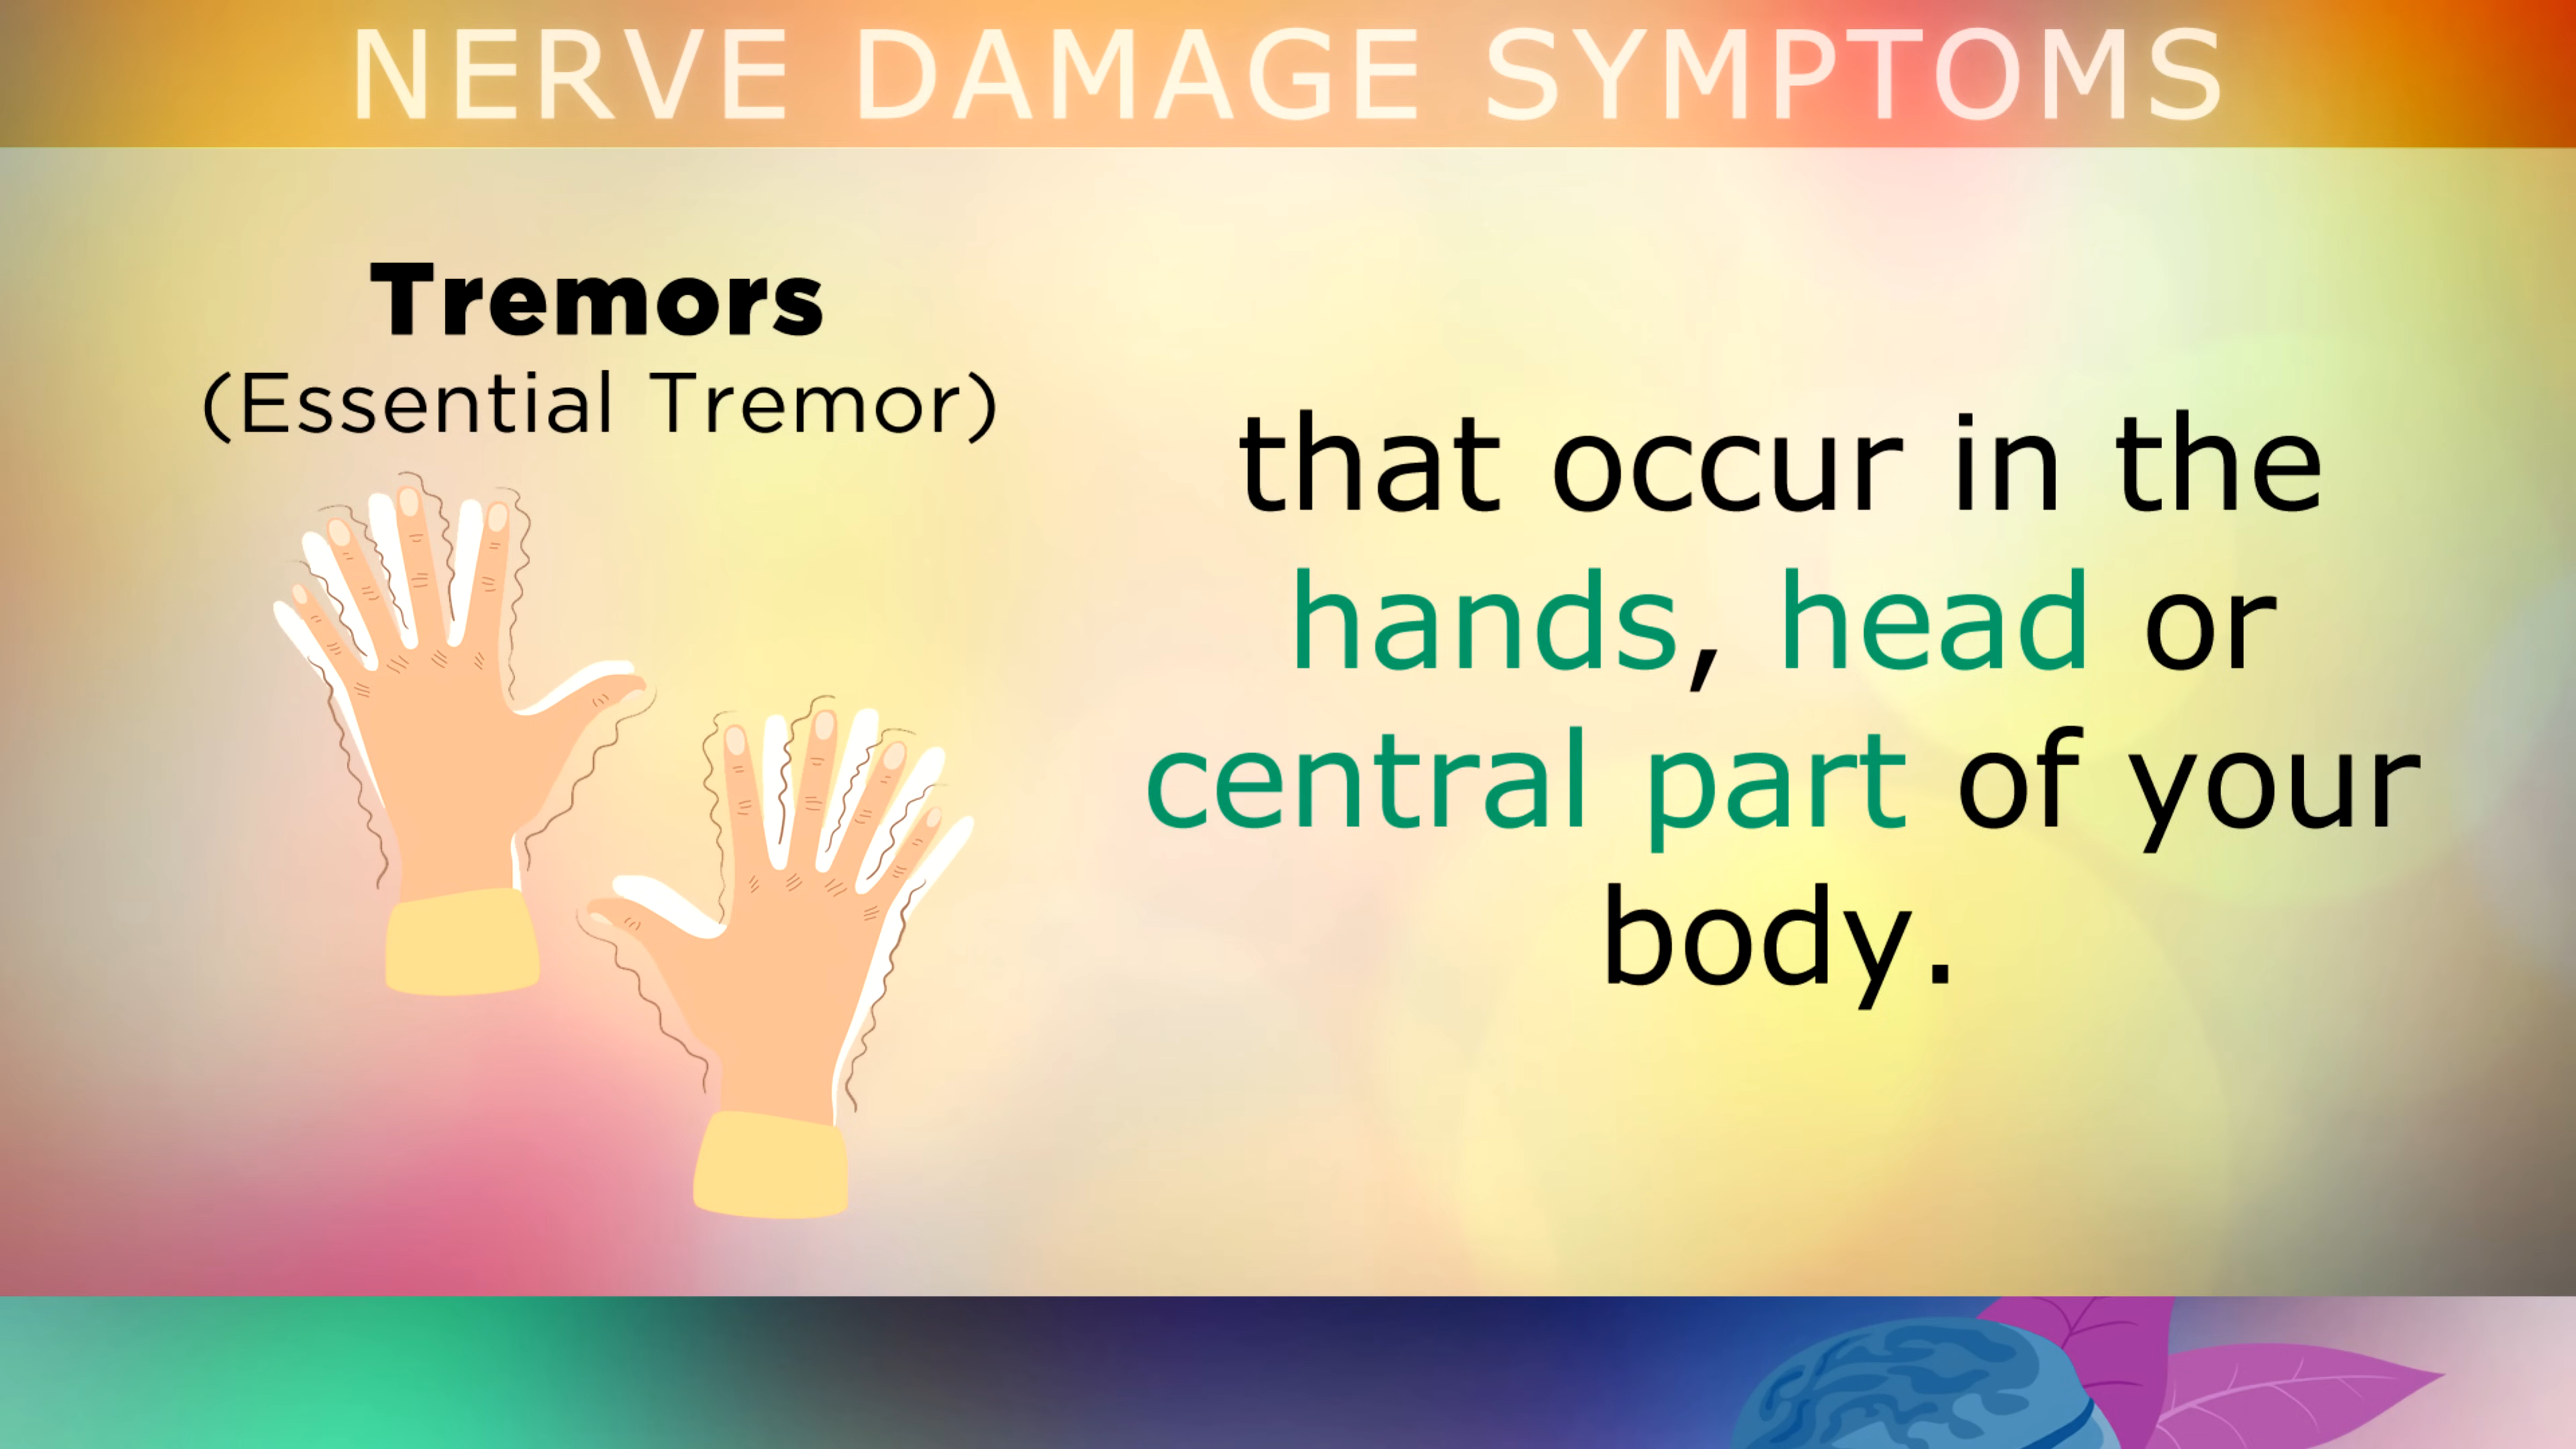 NERVE DAMAGE SYMPTOMS
Tremors
(Essential Tremor)
that occur in the
hands, head or
central part of your
body.